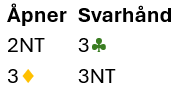 Åpner Svarhånd
2NT 3♣
3♦ 3NT